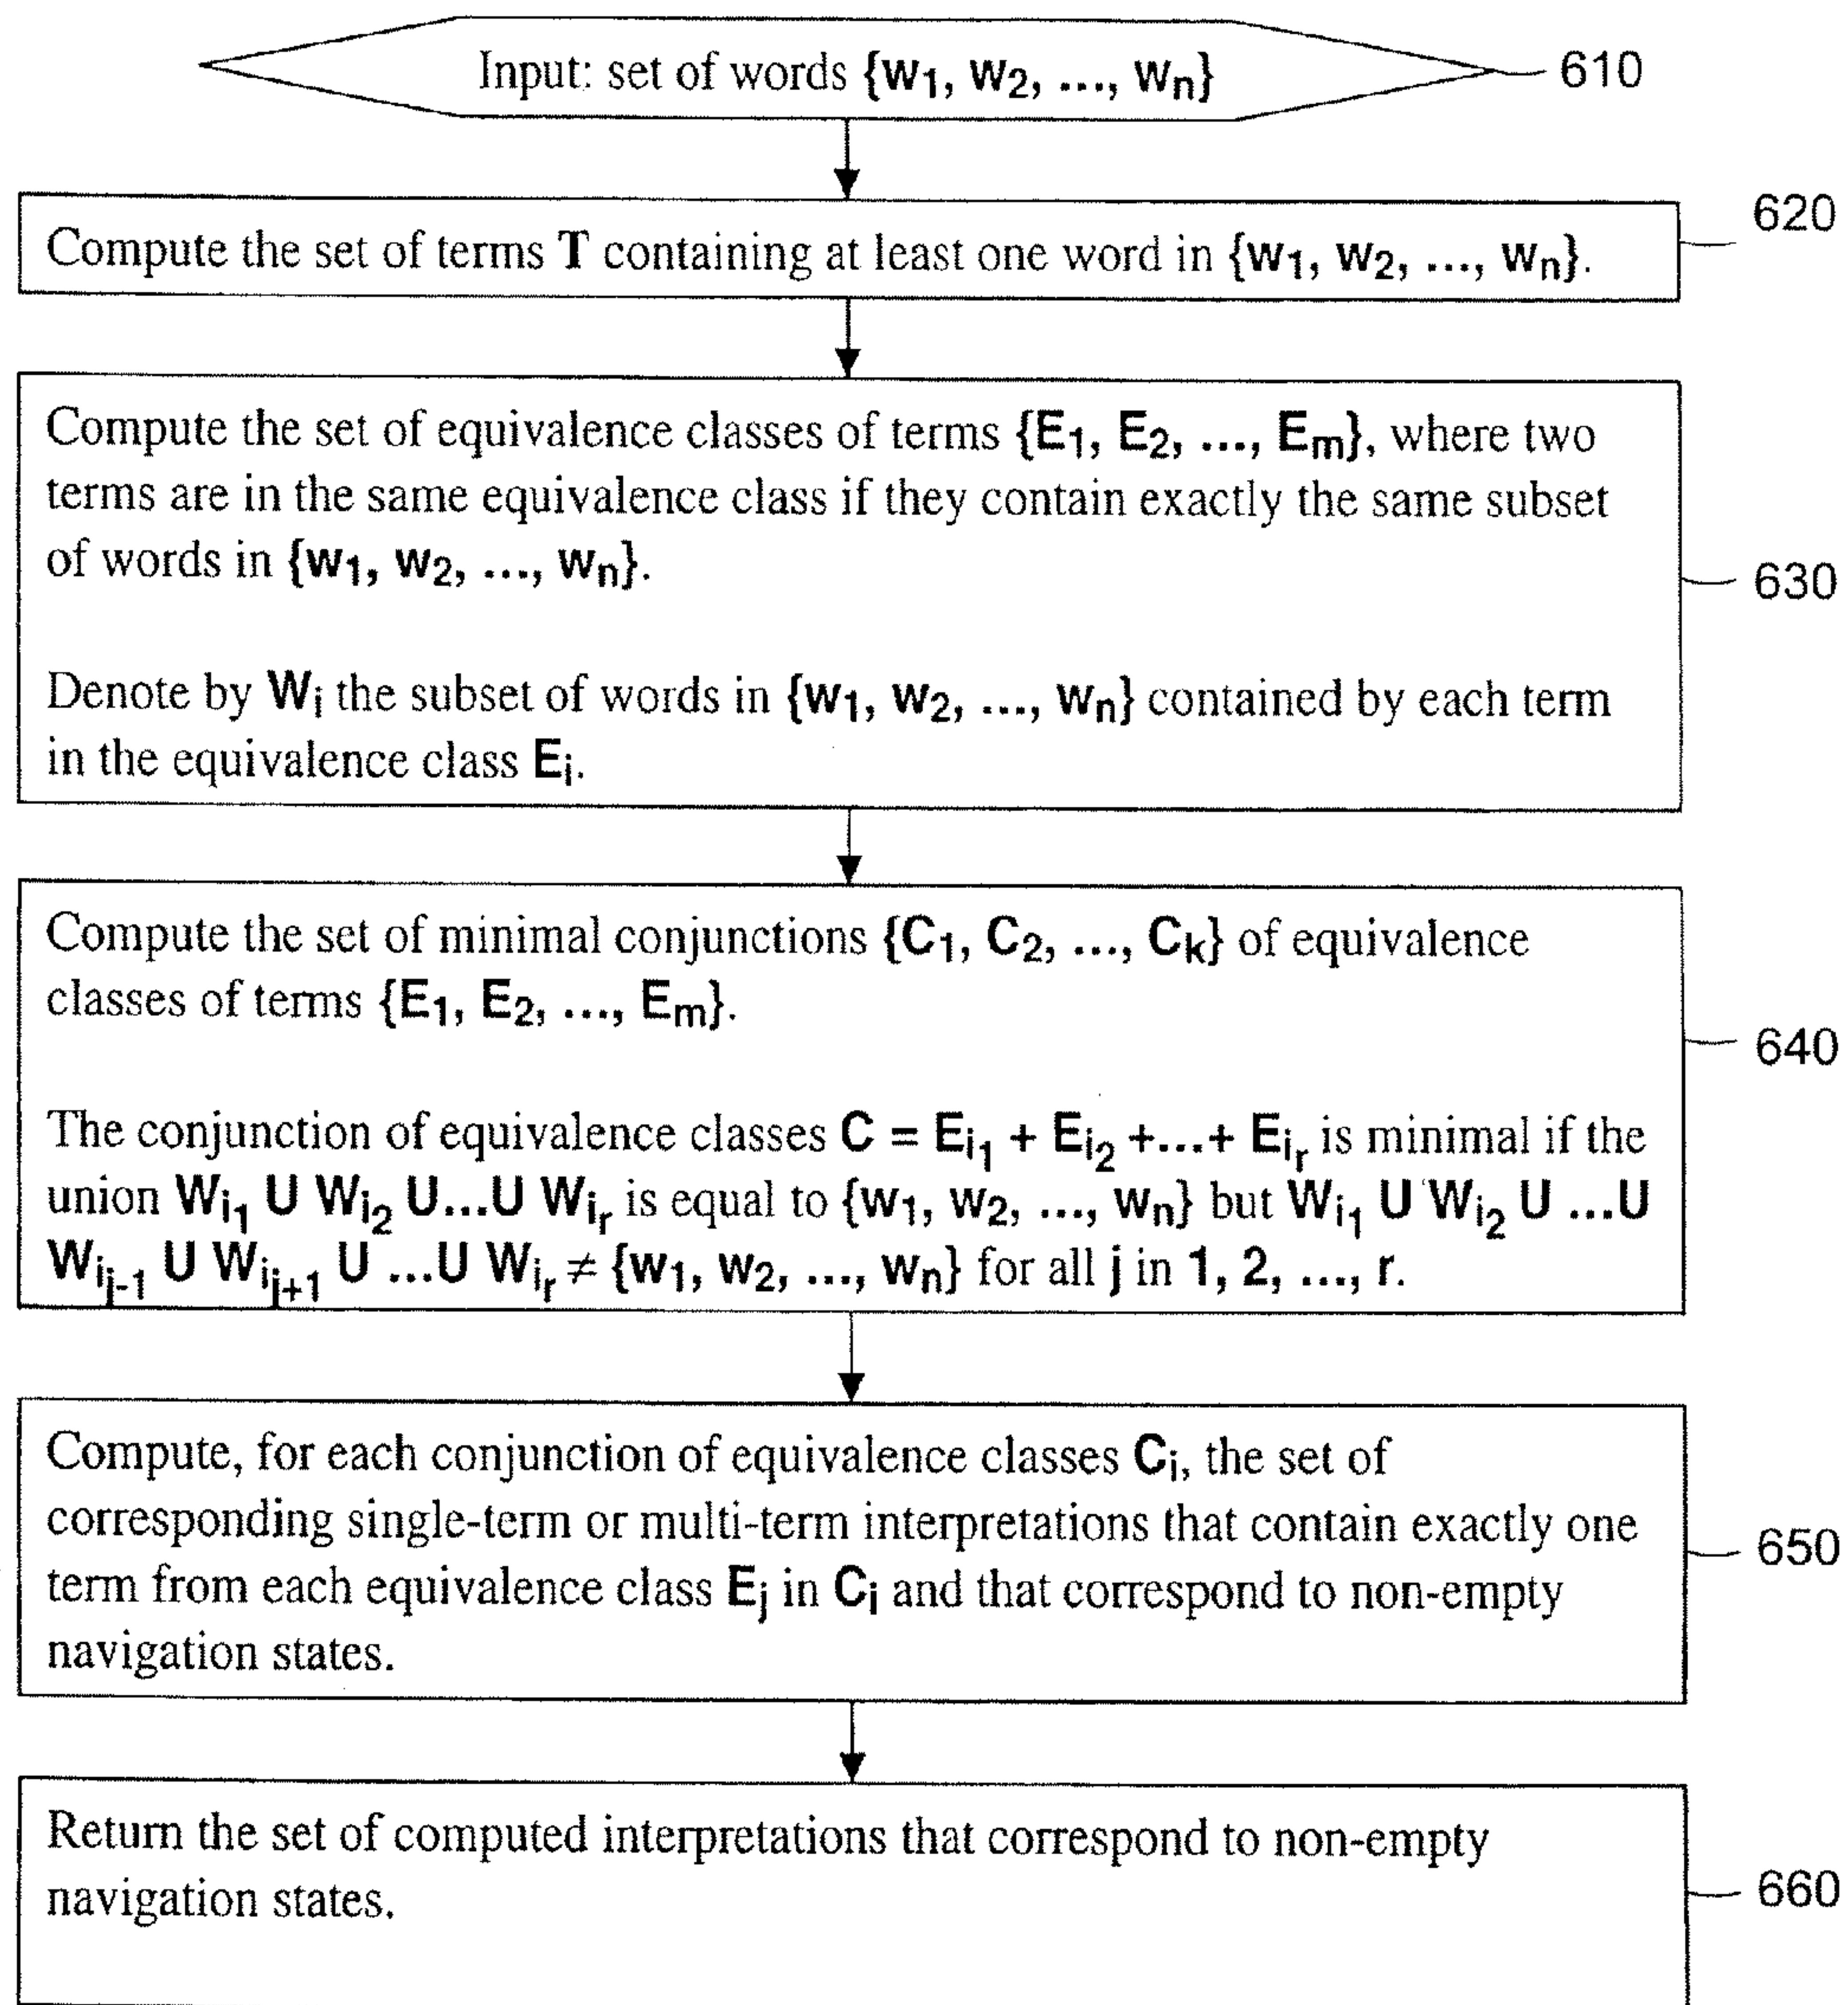 Input: set of words {w1, w2, ..., wn}
610
Compute the set of terms T containing at least one word in {w1, w2, ..., wn}.
620
Compute the set of equivalence classes of terms {E1, E2, ..., Em}, where two
terms are in the same equivalence class if they contain exactly the same subset
of words in {w1, w2, ..., wn}.
630
Denote by Wi the subset of words in {w1, w2, ..., wn} contained by each term
in the equivalence class Ei.
Compute the set of minimal conjunctions {C1, C2, ..., Ck} of equivalence
classes of terms {E1, E2, ..., Em}.
640
The conjunction of equivalence classes C = Ei1 + Ei2 +...+ Eir is minimal if the
union Wi1 U Wi2 U...U Wir is equal to {w1, w2, ..., wn} but Wi1 U Wi2 U ...U
Wij-1 U Wij+1 U ...U Wir ≠ {w1, w2, ..., wn} for all j in 1, 2, ..., r.
Compute, for each conjunction of equivalence classes Ci, the set of
corresponding single-term or multi-term interpretations that contain exactly one
term from each equivalence class Ej in Ci and that correspond to non-empty
navigation states.
650
Return the set of computed interpretations that correspond to non-empty
navigation states.
660